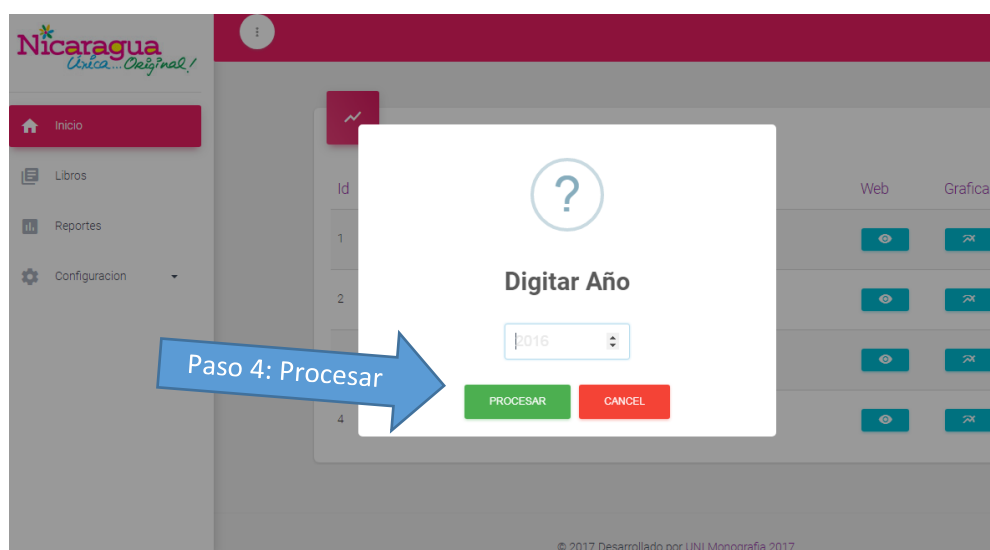 Nicaragua
Única...Original!
Inicio
Libros
Reportes
Configuracion
Id
Web
Grafica
1
2
4
?
Digitar Año
2016
PROCESAR
CANCEL
Paso 4: Procesar
© 2017 Desarrollado por UNI Monografia 2017